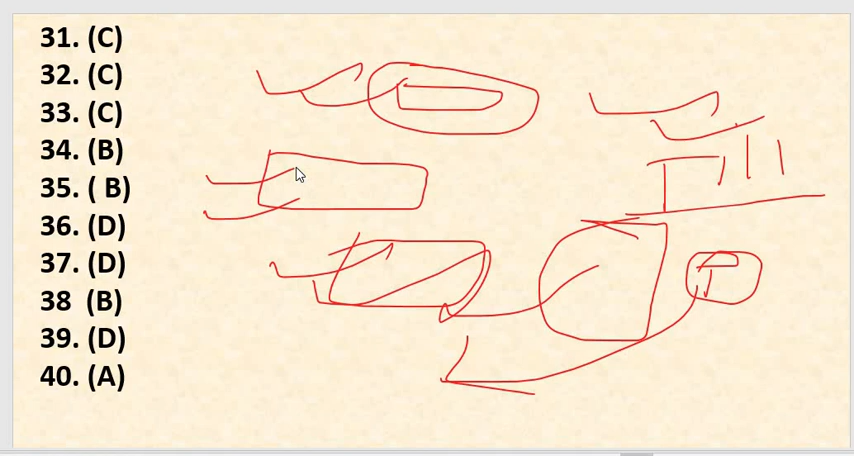 31. (C)
32. (C)
33. (C)
34. (B)
35. ( B)
36. (D)
37. (D)
38 (B)
39. (D)
40. (A)